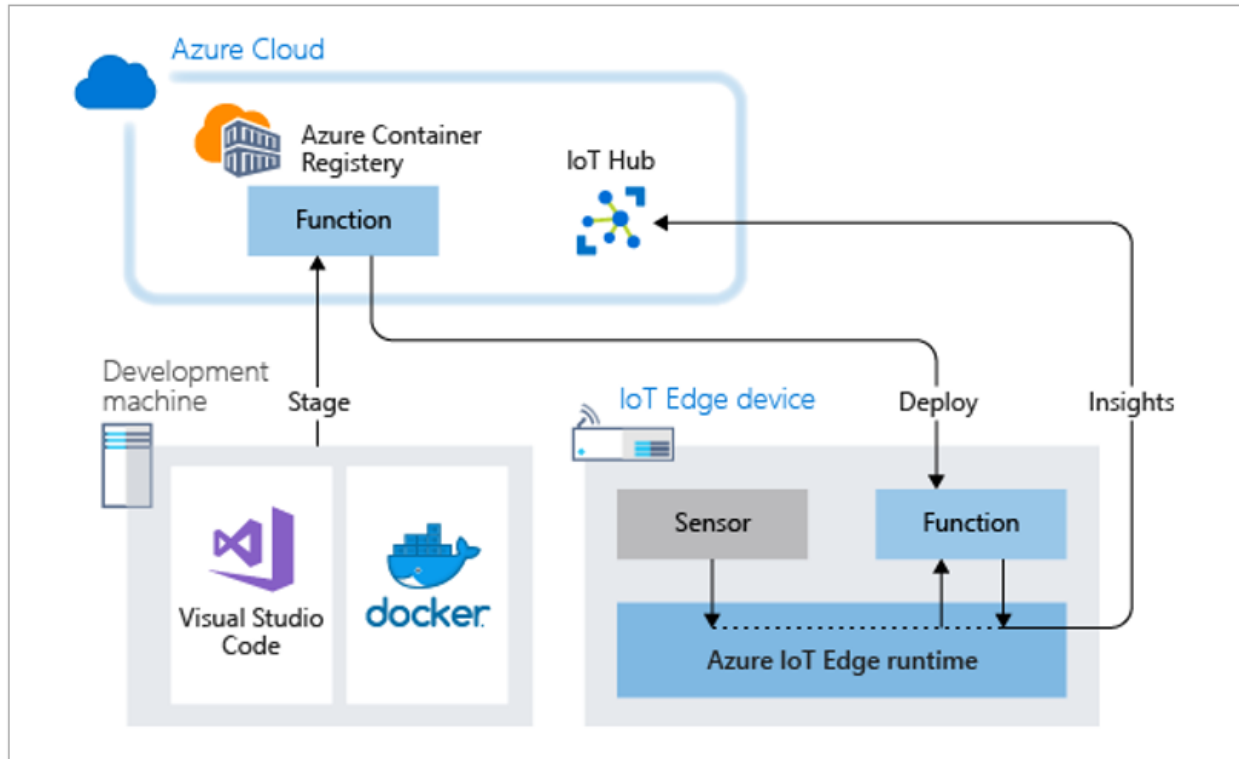 Azure Cloud
Azure Container
Registery
IoT Hub
Function
Development
machine
Stage
IoT Edge device
Deploy
Insights
Sensor
Function
Visual Studio
Code
docker
Azure IoT Edge runtime